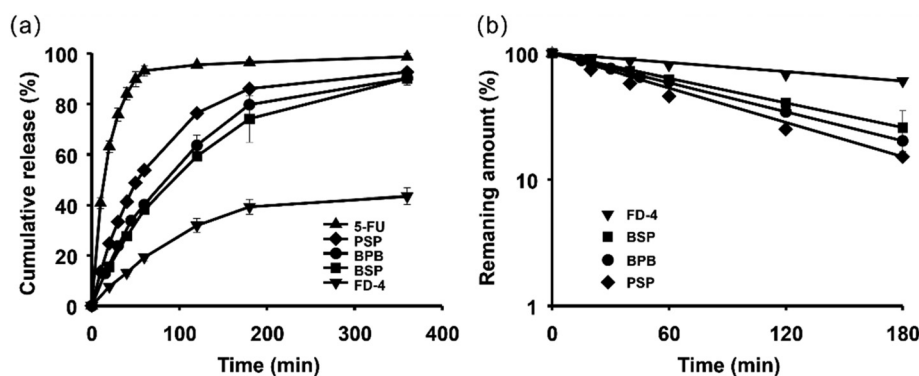 (a)
Cumulative release (%)
100
80
60
40
20
0
5-FU
PSP
BPB
BSP
FD-4
0 100 200 300 400
Time (min)
(b)
Remaning amount (%)
100
10
1
FD-4
BSP
BPB
PSP
0 60 120 180
Time (min)